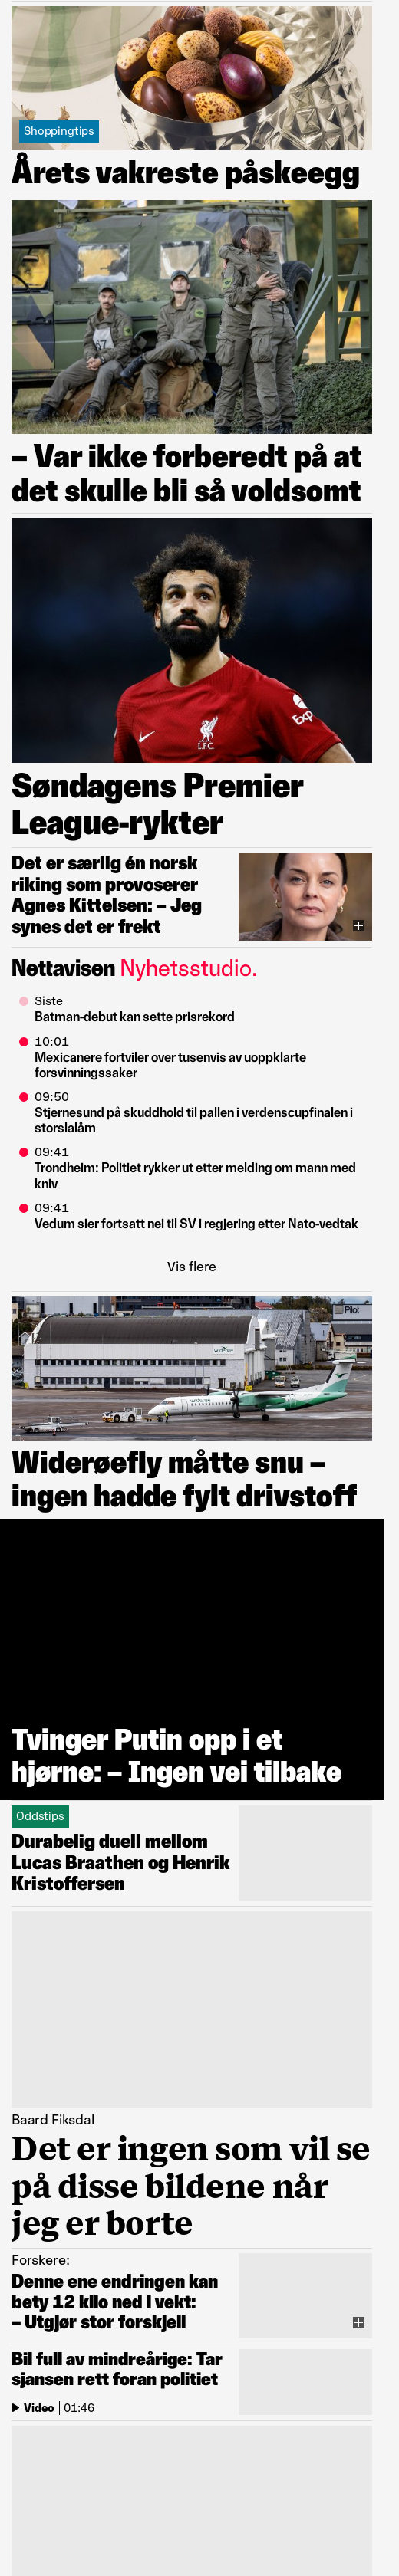 Shoppingtips
Årets vakreste påskeegg
67
– Var ikke forberedt på at
det skulle bli så voldsomt
L.F.C.
Exp
Søndagens Premier
League-rykter
Det er særlig én norsk
riking som provoserer
Agnes Kittelsen: – Jeg
synes det er frekt
Nettavisen Nyhetsstudio.
Siste
Batman-debut kan sette prisrekord
10:01
Mexicanere fortviler over tusenvis av uoppklarte
forsvinningssaker
09:50
Stjernesund på skuddhold til pallen i verdenscupfinalen i
storslalåm
09:41
Trondheim: Politiet rykker ut etter melding om mann med
kniv
09:41
Vedum sier fortsatt nei til SV i regjering etter Nato-vedtak
Vis flere
Pilot
Widerøefly måtte snu –
ingen hadde fylt drivstoff
Tvinger Putin opp i et
hjørne: – Ingen vei tilbake
Oddstips
Durabelig duell mellom
Lucas Braathen og Henrik
Kristoffersen
Baard Fiksdal
Det er ingen som vil se
på disse bildene når
jeg er borte
Forskere:
Denne ene endringen kan
bety 12 kilo ned i vekt:
– Utgjør stor forskjell
Bil full av mindreårige: Tar
sjansen rett foran politiet
Video 01:46